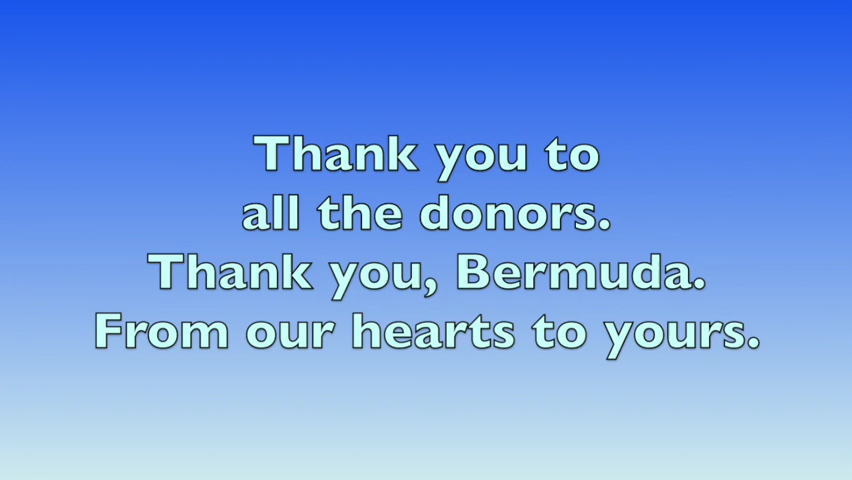 Thank you to
all the donors.
Thank you, Bermuda.
From our hearts to yours.